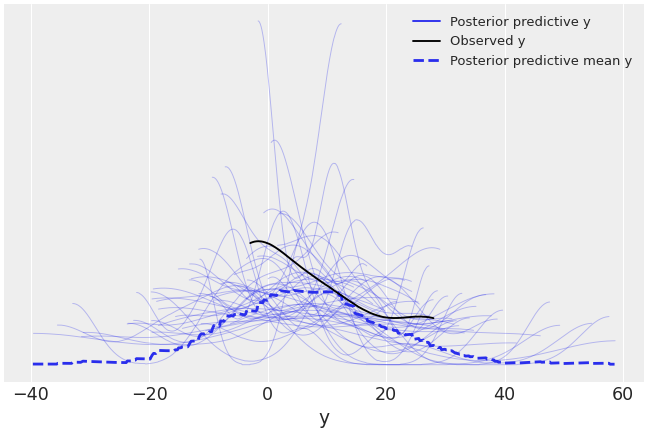 Posterior predictive y
Observed y
Posterior predictive mean y
−40
−20
0
20
40
60
y